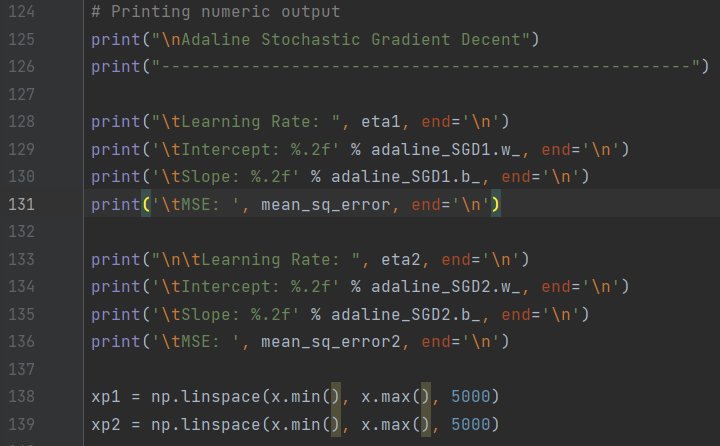 124 # Printing numeric output
125 print("\nAdaline Stochastic Gradient Decent")
126 print("-----------------------------------------------------")
127
128 print("\tLearning Rate: ", eta1, end='\n')
129 print('\tIntercept: %.2f' % adaline_SGD1.w_, end='\n')
130 print('\tSlope: %.2f' % adaline_SGD1.b_, end='\n')
131 print('\tMSE: ', mean_sq_error, end='\n')
132
133 print("\n\tLearning Rate: ", eta2, end='\n')
134 print('\tIntercept: %.2f' % adaline_SGD2.w_, end='\n')
135 print('\tSlope: %.2f' % adaline_SGD2.b_, end='\n')
136 print('\tMSE: ', mean_sq_error2, end='\n')
137
138 xp1 = np.linspace(x.min(), x.max(), 5000)
139 xp2 = np.linspace(x.min(), x.max(), 5000)